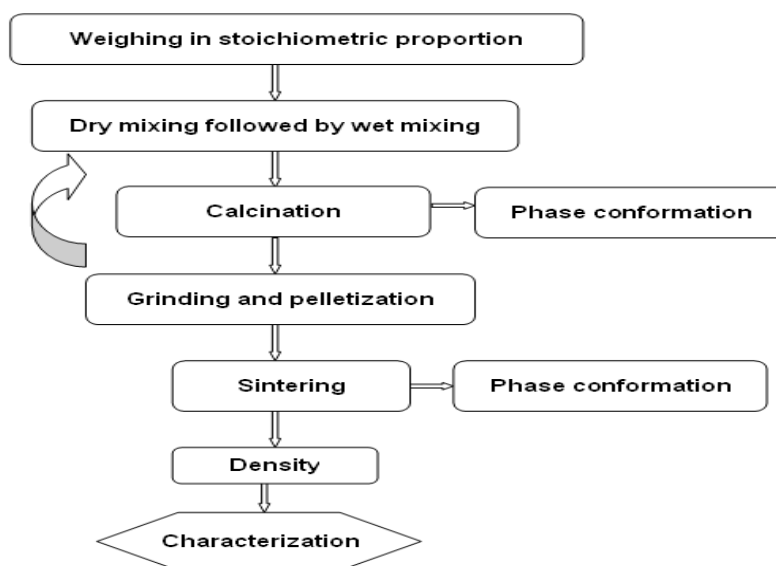 Weighing in stoichiometric proportion
Dry mixing followed by wet mixing
Calcination
Phase conformation
Grinding and pelletization
Sintering
Phase conformation
Density
Characterization